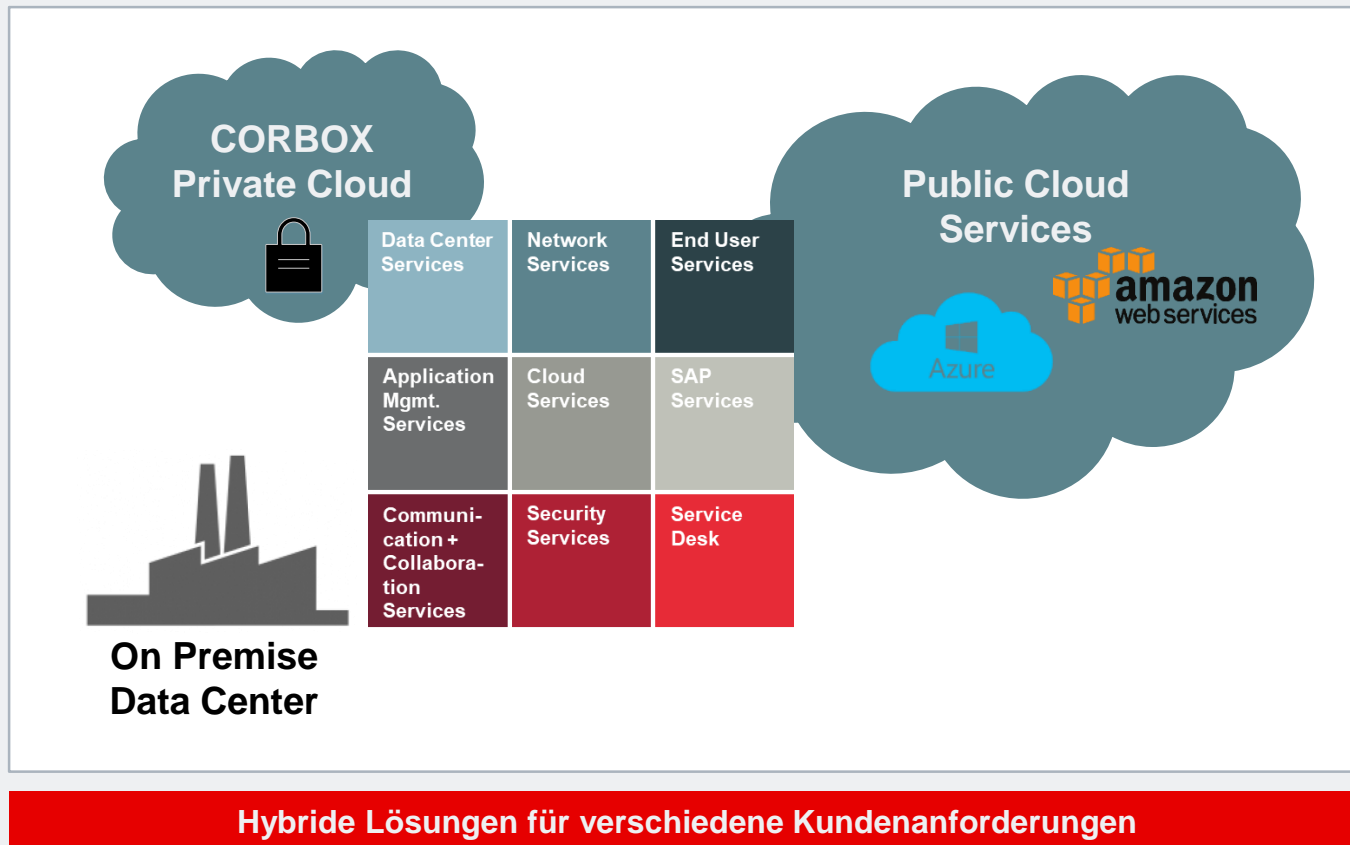 CORBOX
Private Cloud
Public Cloud
Services
amazon
web services
Azure
Data Center
Services
Network
Services
End User
Services
Application
Mgmt.
Services
Cloud
Services
SAP
Services
Communi-
cation +
Collabora-
tion
Services
Security
Services
Service
Desk
On Premise
Data Center
Hybride Lösungen für verschiedene Kundenanforderungen